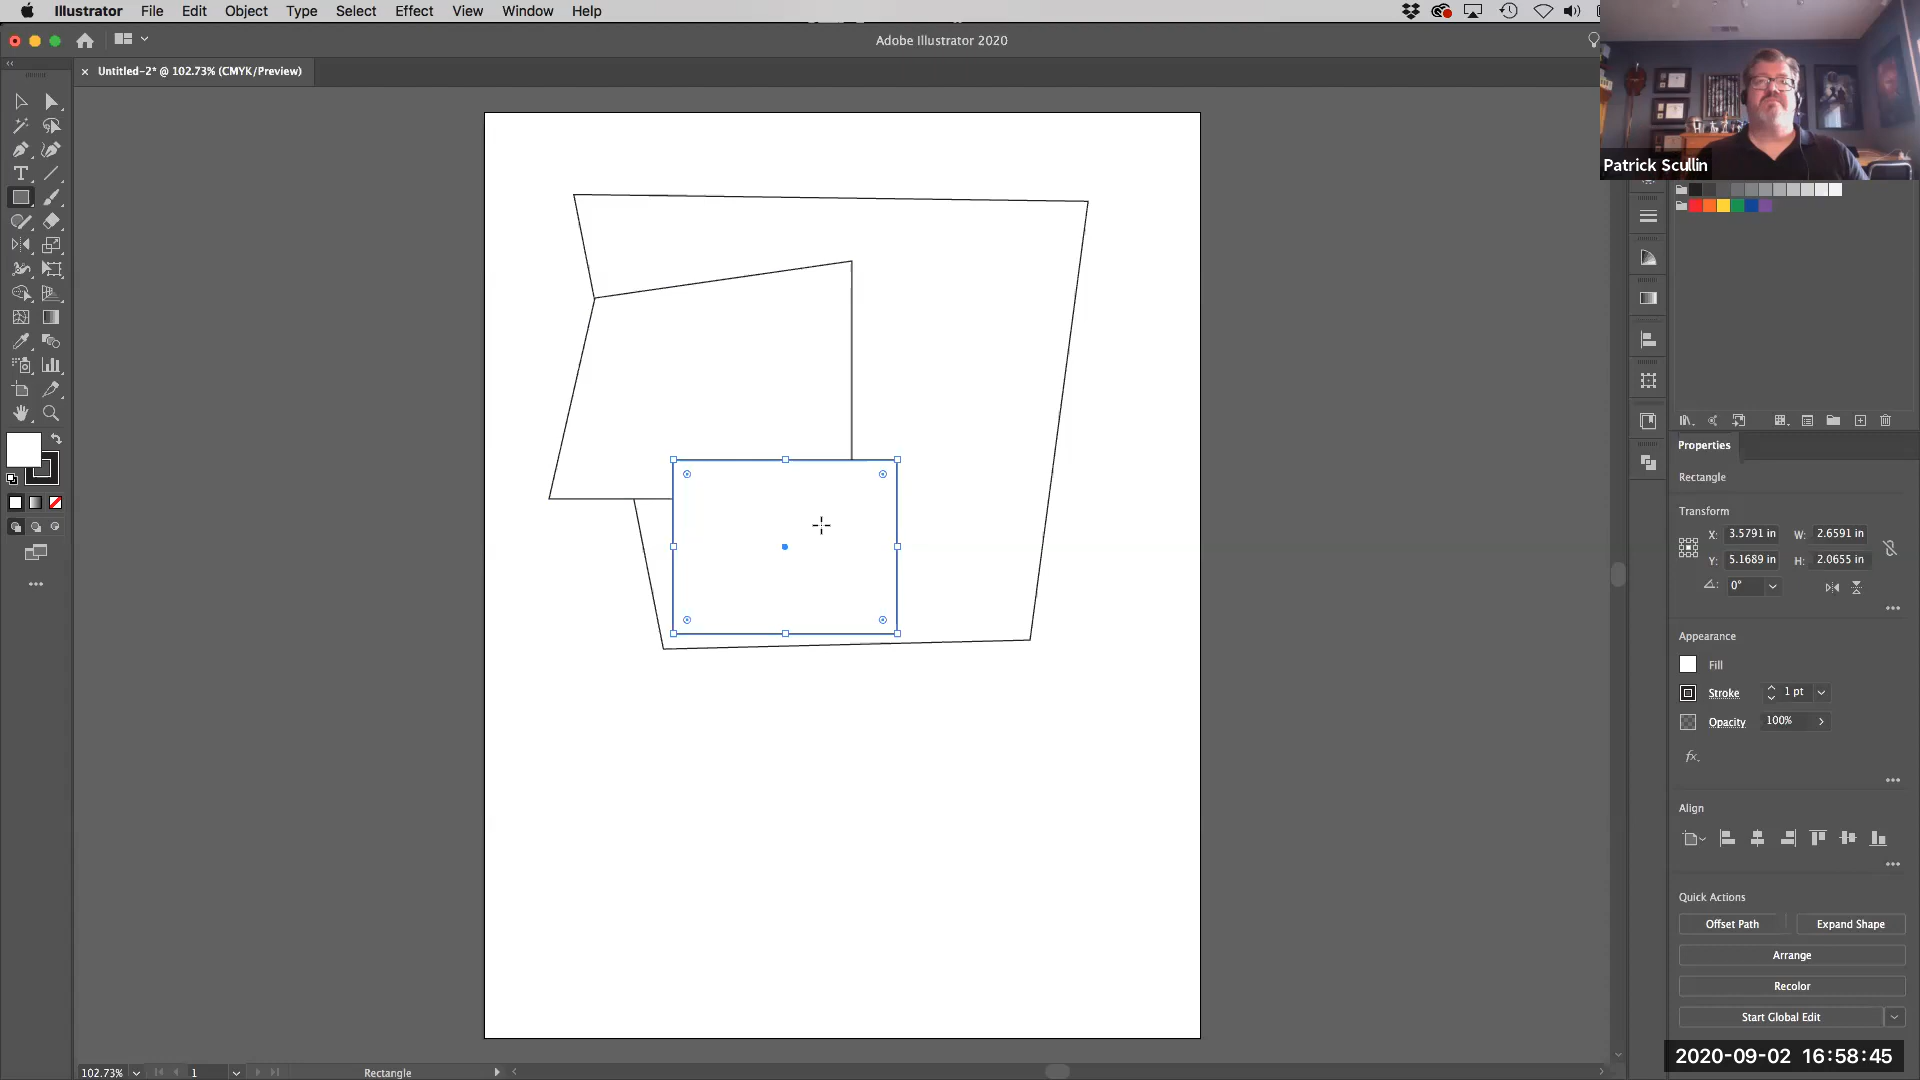 Illustrator File Edit Object Type Select Effect View Window Help
Adobe Illustrator 2020
× Untitled-2* @ 102.73% (CMYK/Preview)
Patrick Scullin
Properties
Rectangle
Transform
X: 3.5791 in W: 2.6591 in
Y: 5.1689 in H: 2.0655 in
0°
Appearance
Fill
Stroke 1 pt
Opacity 100%
fx
Align
Quick Actions
Offset Path Expand Shape
Arrange
Recolor
Start Global Edit
2020-09-02 16:58:45
102.73% 1 Rectangle